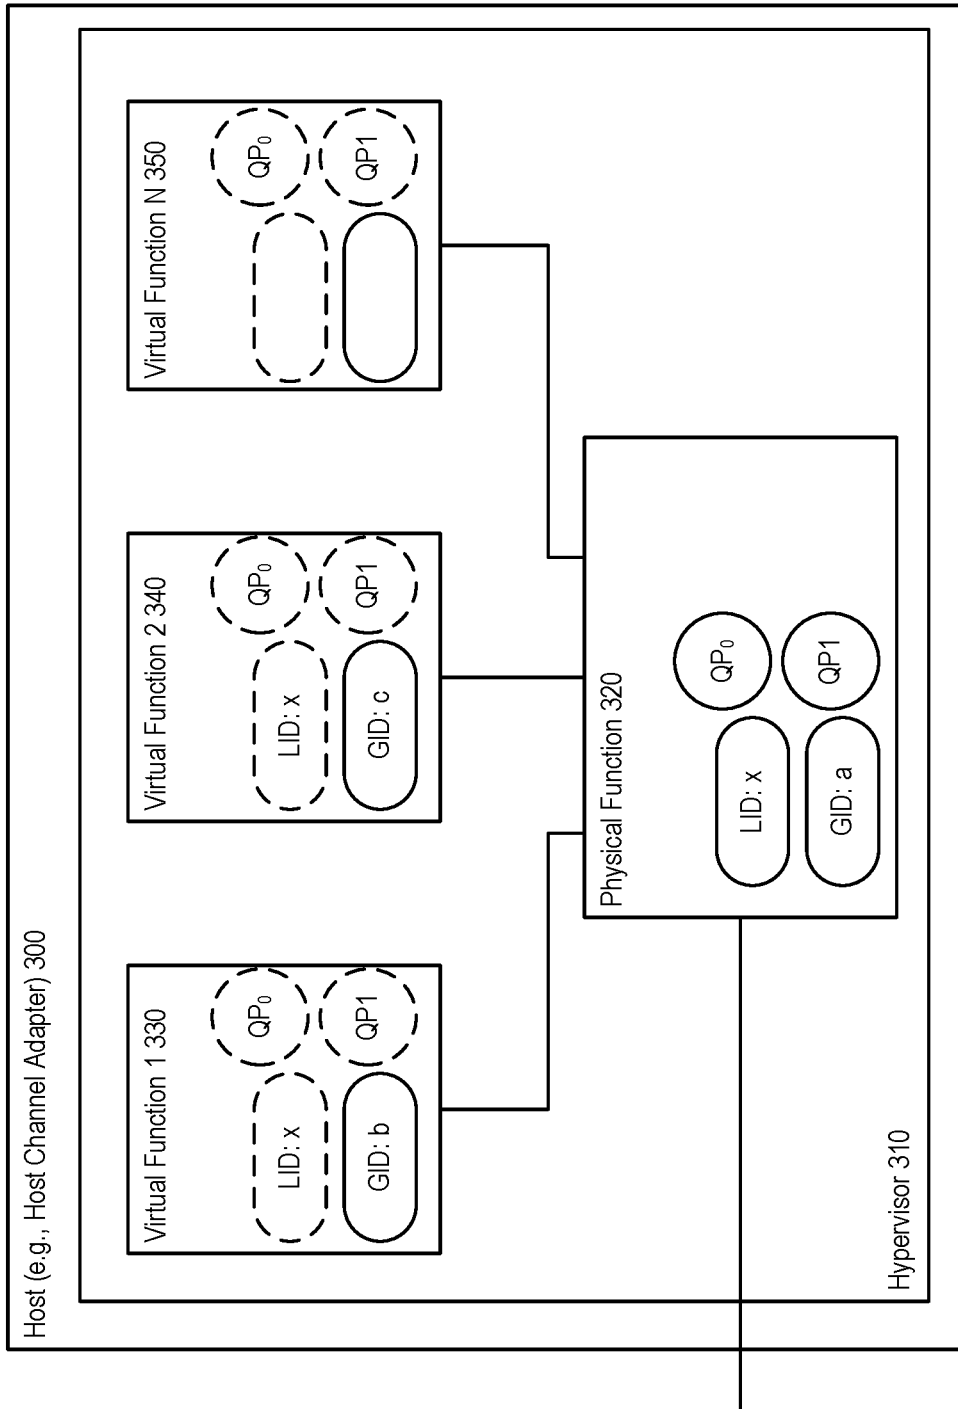 Host (e.g., Host Channel Adapter) 300
Virtual Function 1 330
LID: x
QP₀
GID: b
QP1
Virtual Function 2 340
LID: x
QP₀
GID: c
QP1
Virtual Function N 350
QP₀
QP1
Physical Function 320
LID: x
QP₀
GID: a
QP1
Hypervisor 310